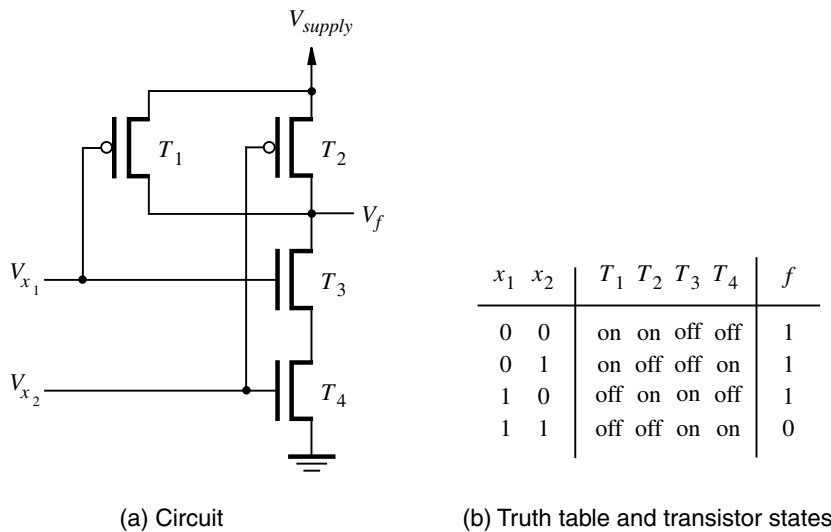 V_supply
T_1
T_2
V_f
V_x_1
T_3
V_x_2
T_4
x_1 x_2 T_1 T_2 T_3 T_4 f
0 0 on on off off 1
0 1 on off off on 1
1 0 off on on off 1
1 1 off off on on 0
(a) Circuit
(b) Truth table and transistor states